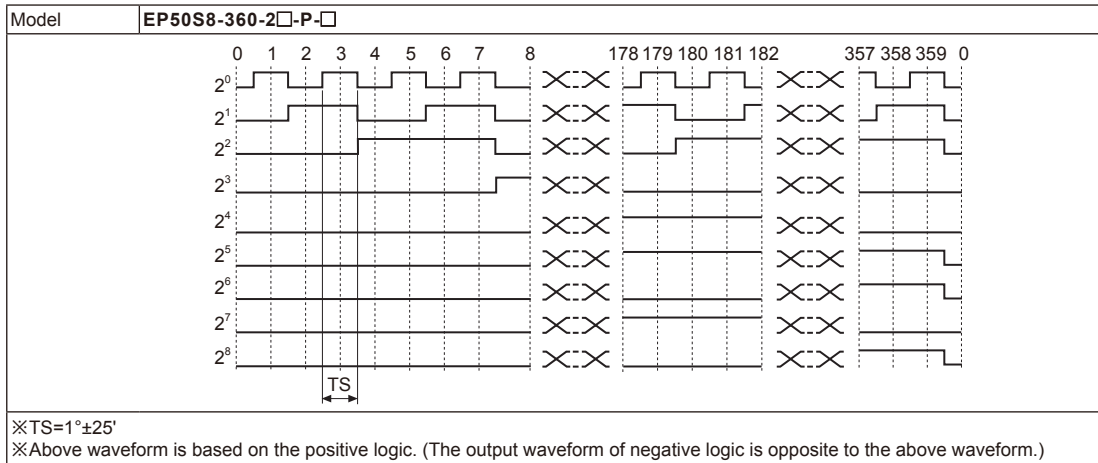 Model EP50S8-360-2□-P-□
0 1 2 3 4 5 6 7 8 178 179 180 181 182 357 358 359 0
2⁰
2¹
2²
2³
2⁴
2⁵
2⁶
2⁷
2⁸
TS
※TS=1°±25'
※Above waveform is based on the positive logic. (The output waveform of negative logic is opposite to the above waveform.)